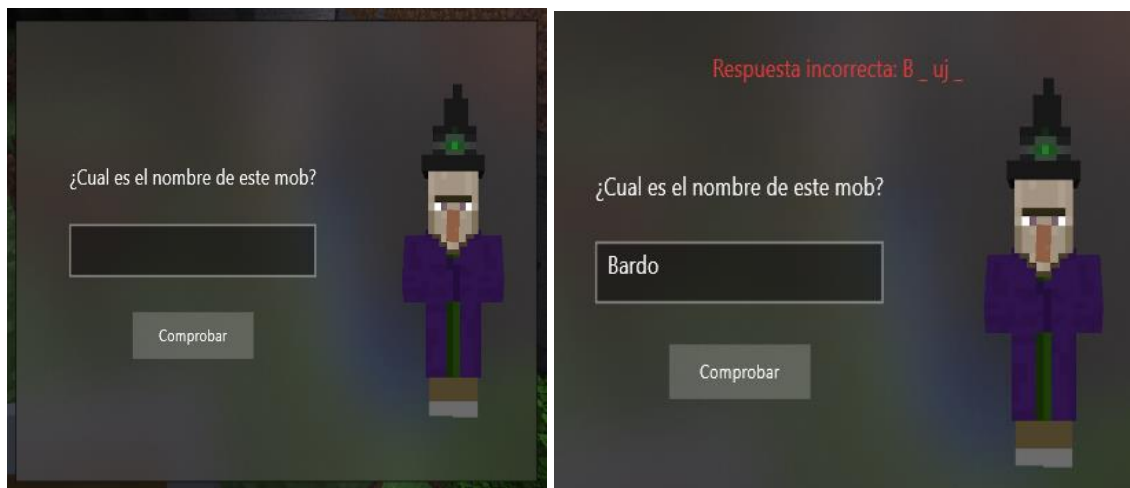 ¿Cual es el nombre de este mob?
Comprobar
Respuesta incorrecta: B _ uj _
¿Cual es el nombre de este mob?
Bardo
Comprobar